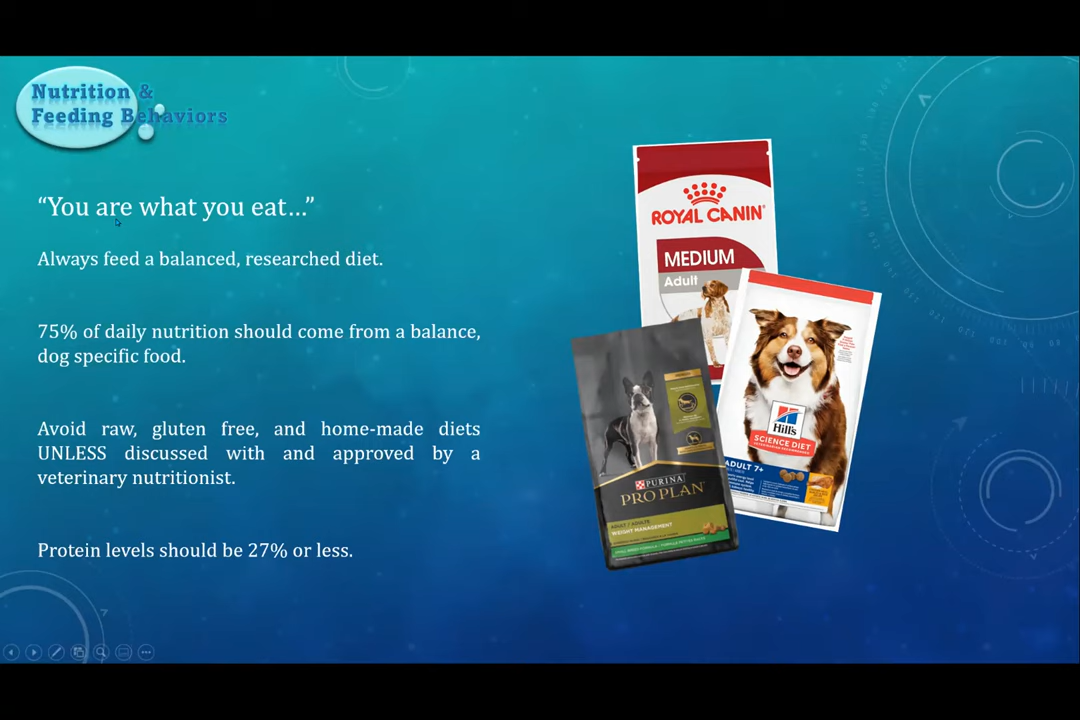 Nutrition &
Feeding Behaviors
“You are what you eat…”
Always feed a balanced, researched diet.
75% of daily nutrition should come from a balance,
dog specific food.
Avoid raw, gluten free, and home-made diets
UNLESS discussed with and approved by a
veterinary nutritionist.
Protein levels should be 27% or less.
ROYAL CANIN
MEDIUM
Adult
Hill's
SCIENCE DIET
ADULT 7+
PURINA
PRO PLAN
ADULT / ADULTS
WEIGHT MANAGEMENT